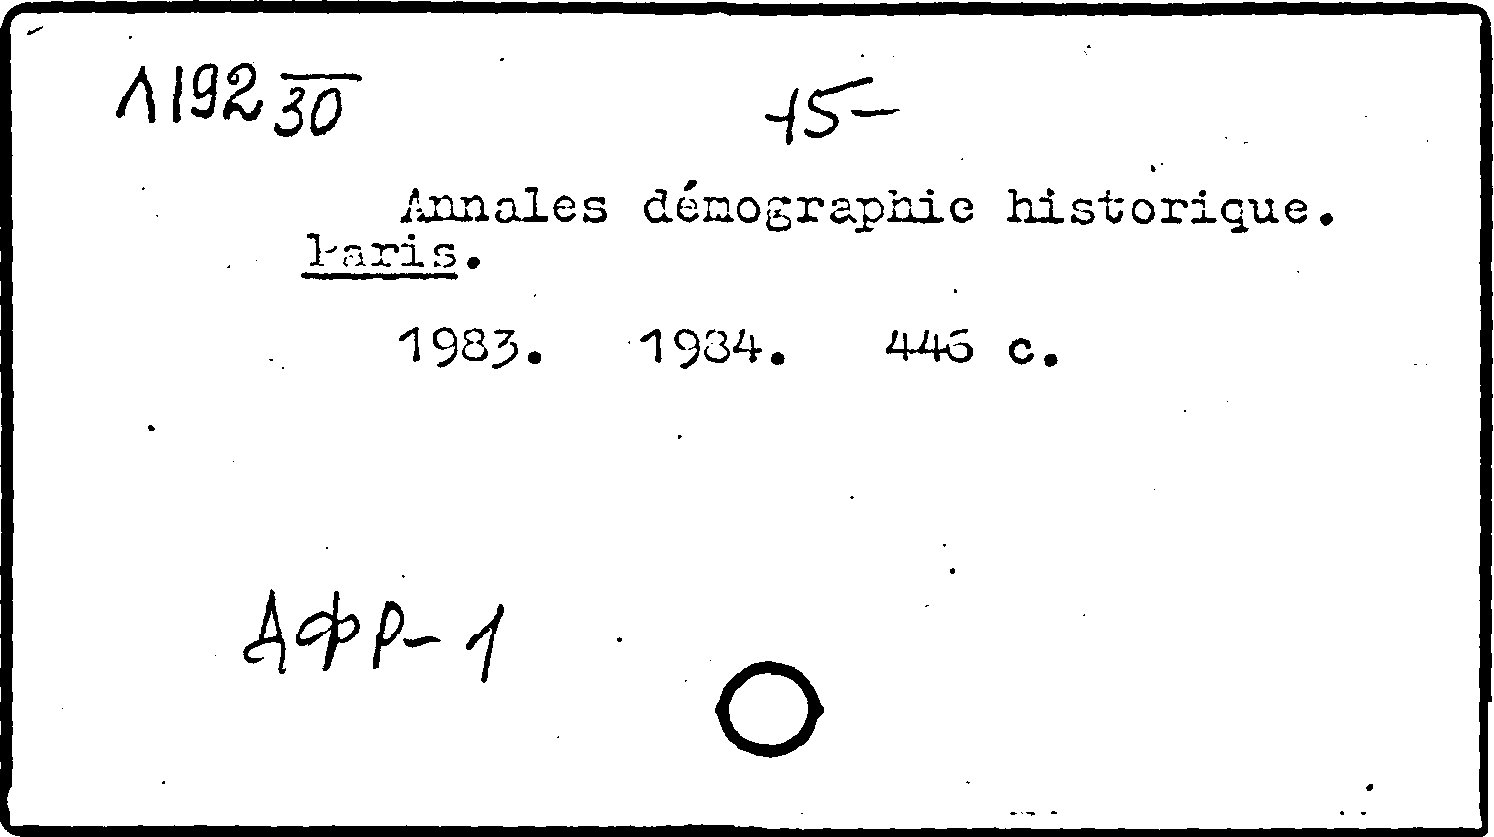 Л192 30 15-
Annales démographie historique.
Paris.
1983. 1984. 446 с.
АФР-1